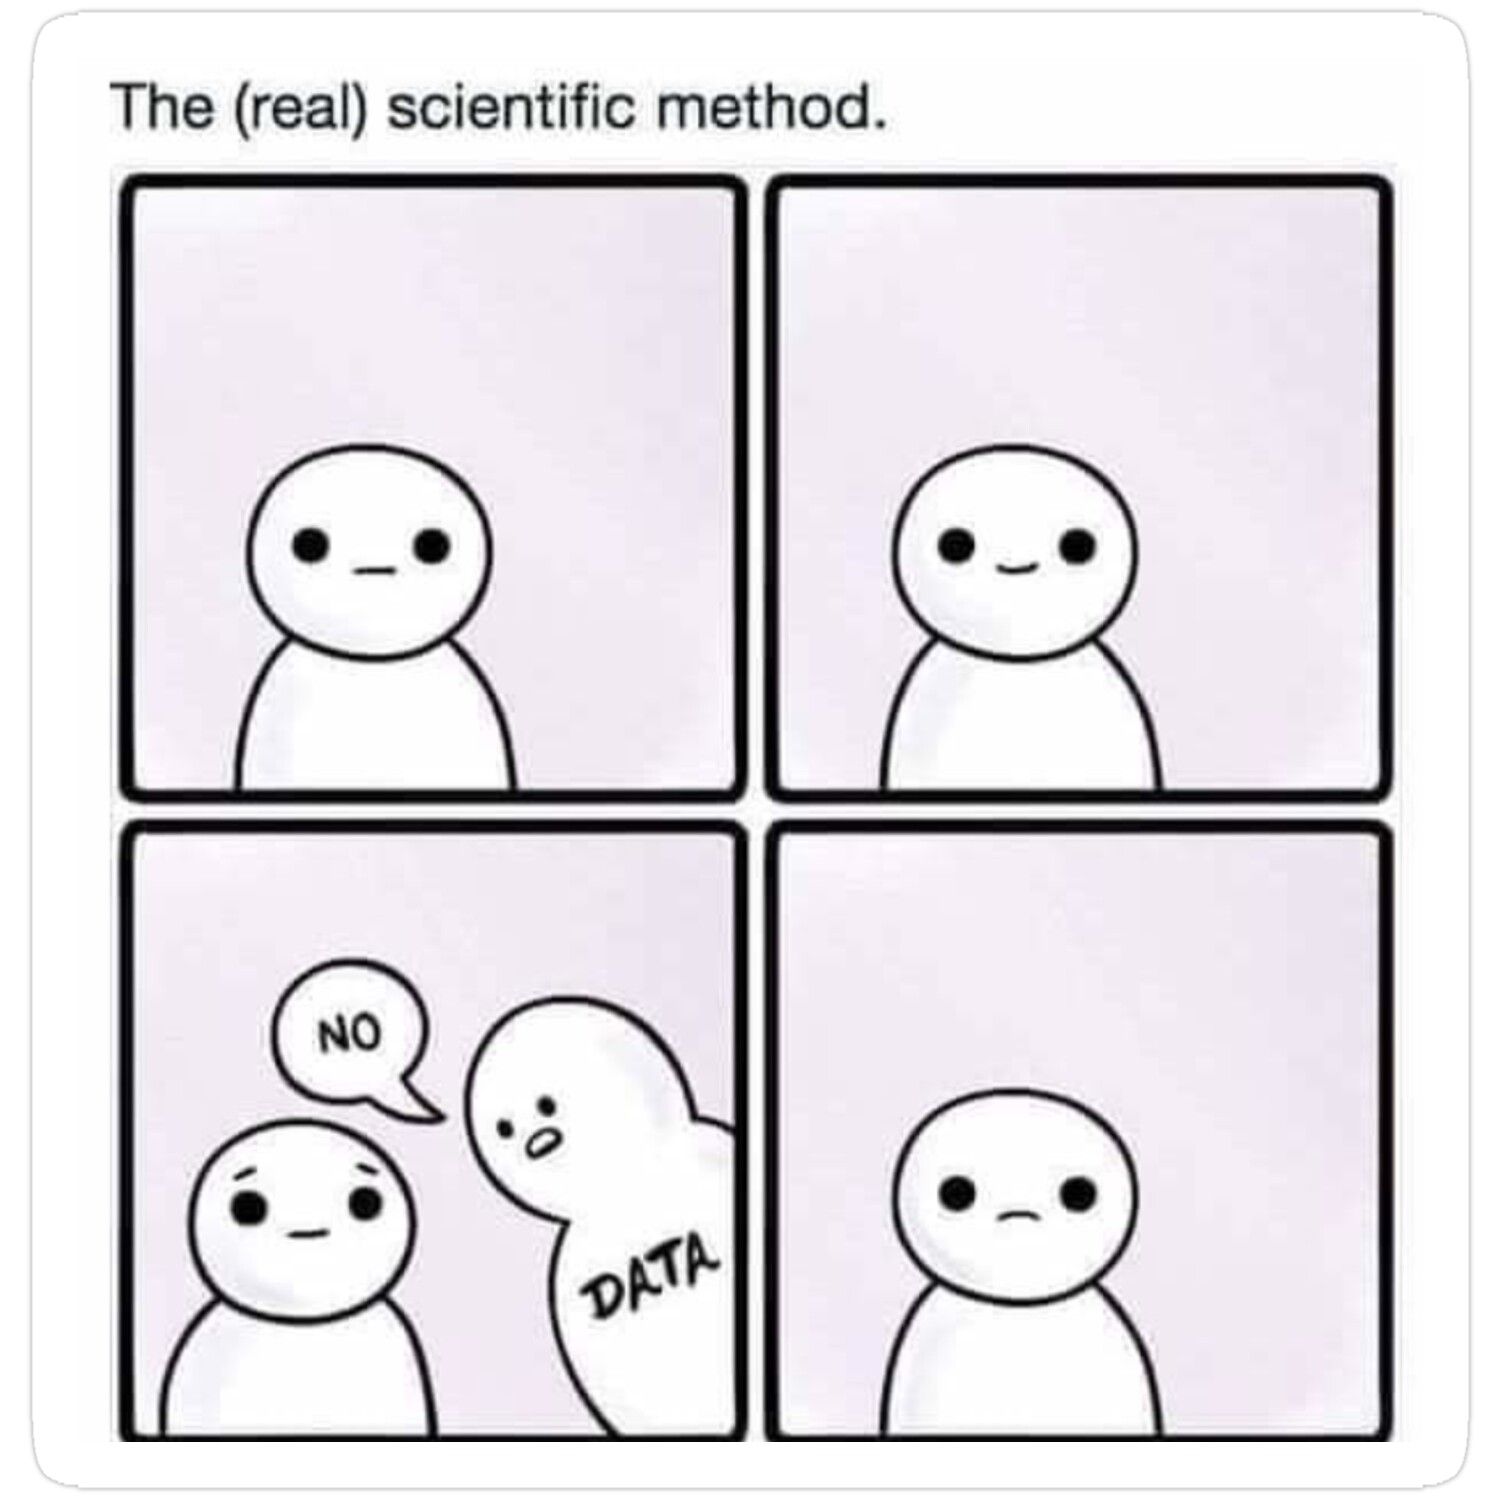 The (real) scientific method.
NO
DATA